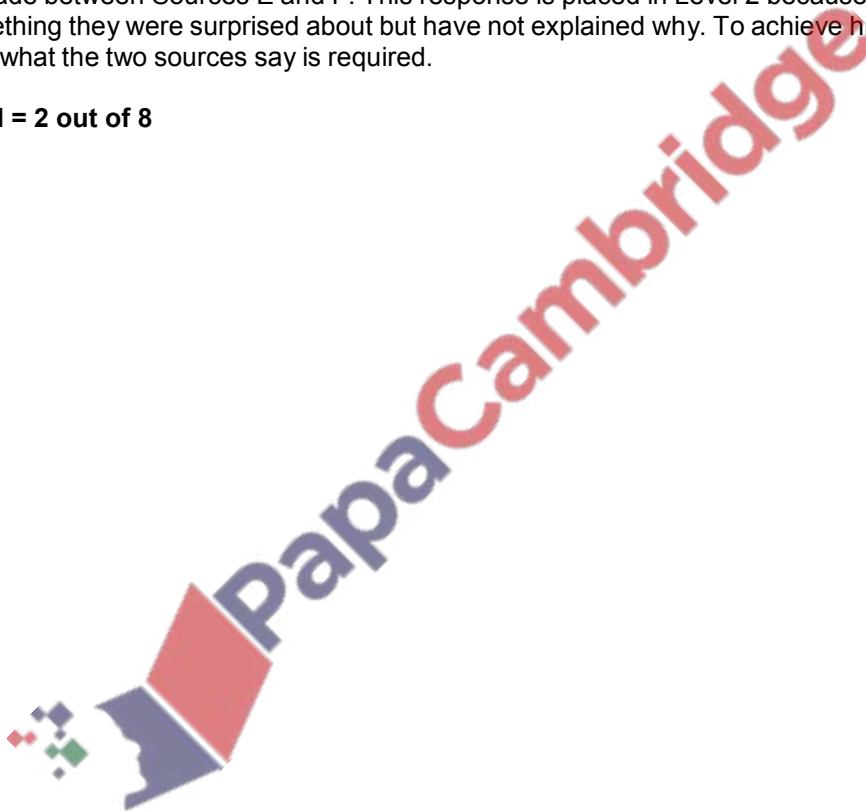 ade between Sources E and F. This response is placed in Level 2 because
ething they were surprised about but have not explained why. To achieve h
what the two sources say is required.
= 2 out of 8
PapaCambridge